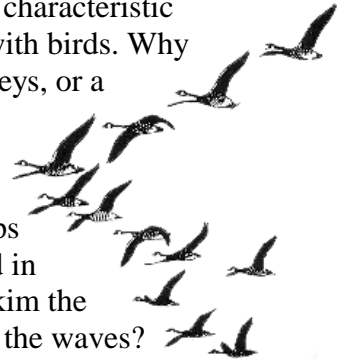 characteristic
with birds. Why
eys, or a
os
d in
kim the
the waves?